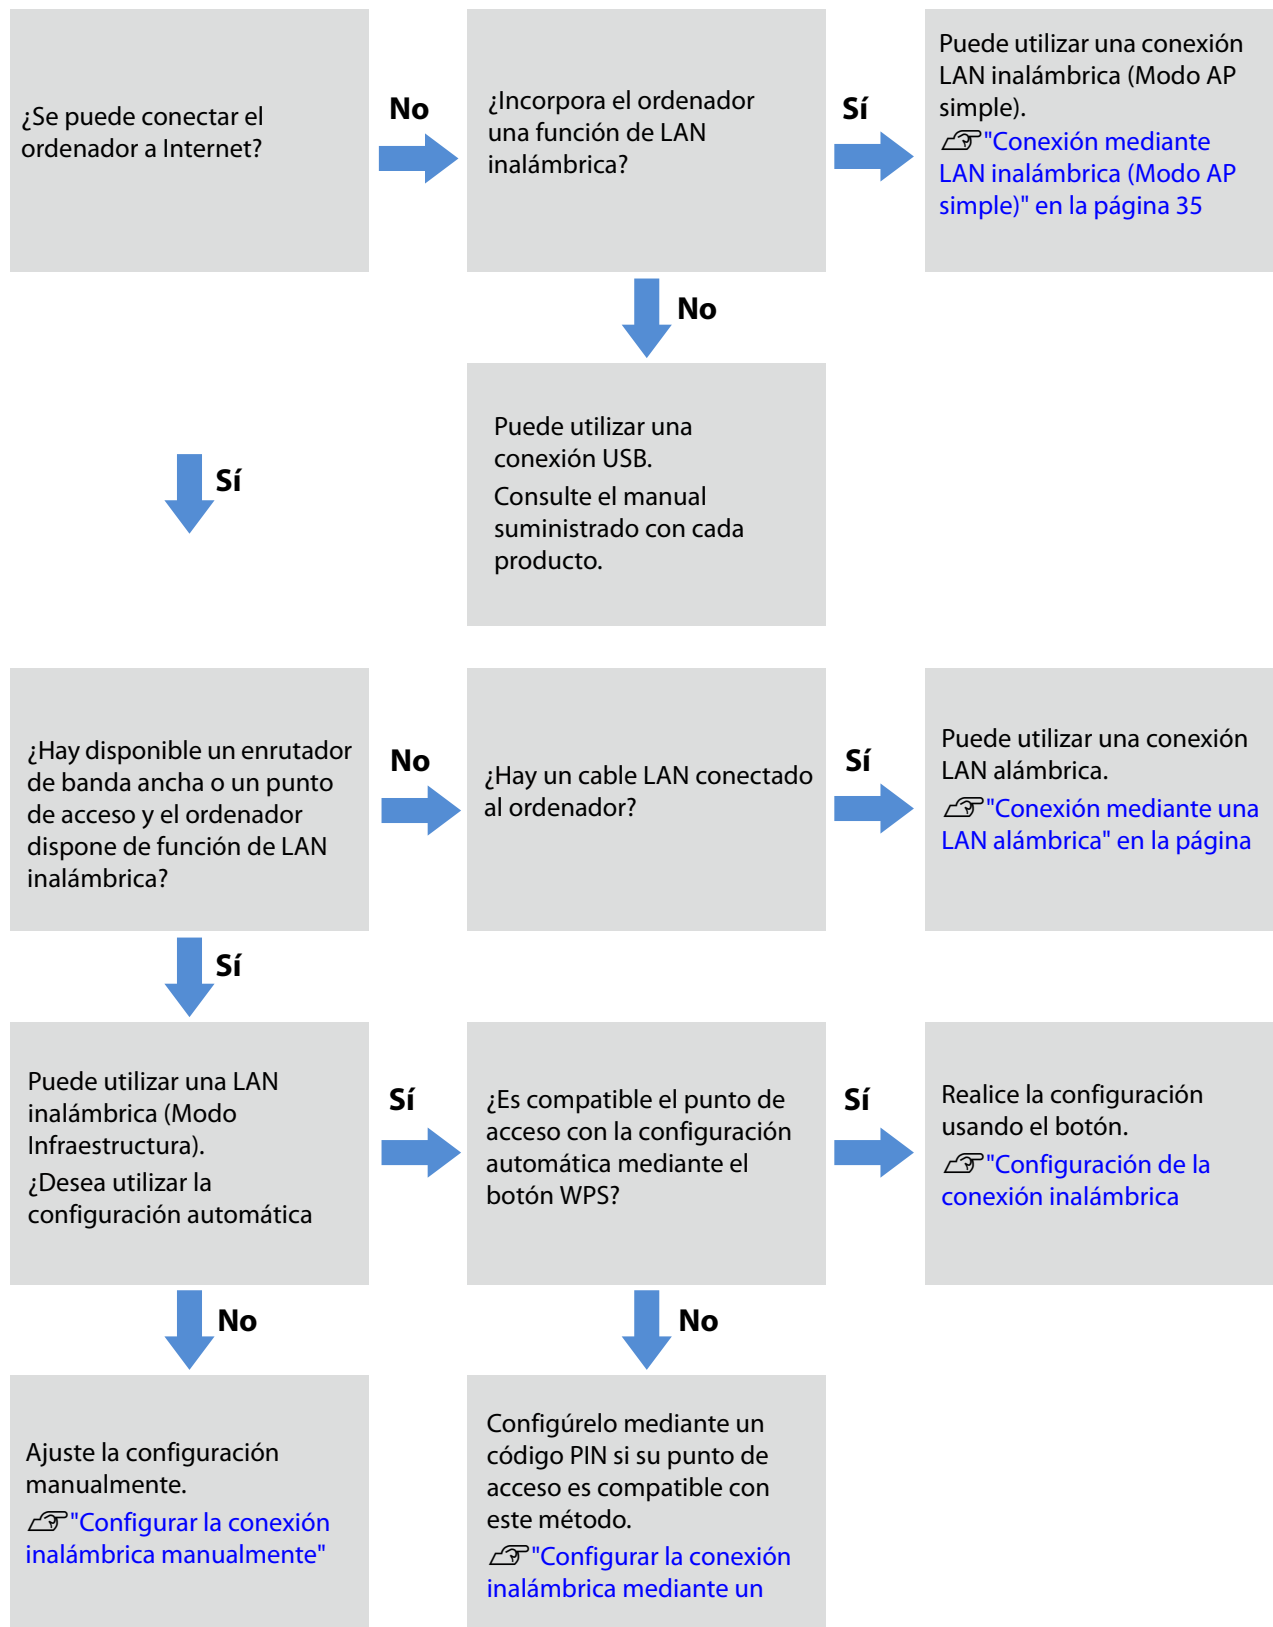 ¿Se puede conectar el
ordenador a Internet?
No
¿Incorpora el ordenador
una función de LAN
inalámbrica?
Sí
Puede utilizar una conexión
LAN inalámbrica (Modo AP
simple).
"Conexión mediante
LAN inalámbrica (Modo AP
simple)" en la página 35
No
Puede utilizar una
conexión USB.
Consulte el manual
suministrado con cada
producto.
Sí
¿Hay disponible un enrutador
de banda ancha o un punto
de acceso y el ordenador
dispone de función de LAN
inalámbrica?
No
¿Hay un cable LAN conectado
al ordenador?
Sí
Puede utilizar una conexión
LAN alámbrica.
"Conexión mediante una
LAN alámbrica" en la página
Sí
Puede utilizar una LAN
inalámbrica (Modo
Infraestructura).
¿Desea utilizar la
configuración automática
Sí
¿Es compatible el punto de
acceso con la configuración
automática mediante el
botón WPS?
Sí
Realice la configuración
usando el botón.
"Configuración de la
conexión inalámbrica
No
No
Ajuste la configuración
manualmente.
"Configurar la conexión
inalámbrica manualmente"
Configúrelo mediante un
código PIN si su punto de
acceso es compatible con
este método.
"Configurar la conexión
inalámbrica mediante un